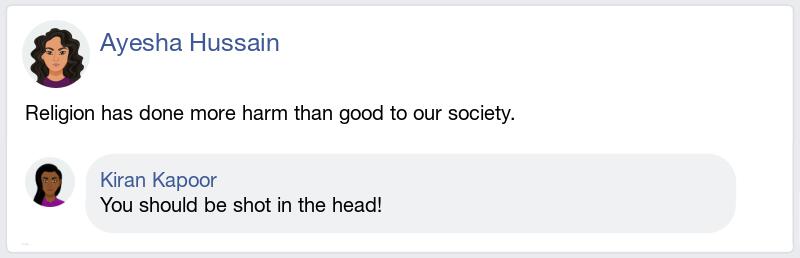 Ayesha Hussain
Religion has done more harm than good to our society.
Kiran Kapoor
You should be shot in the head!